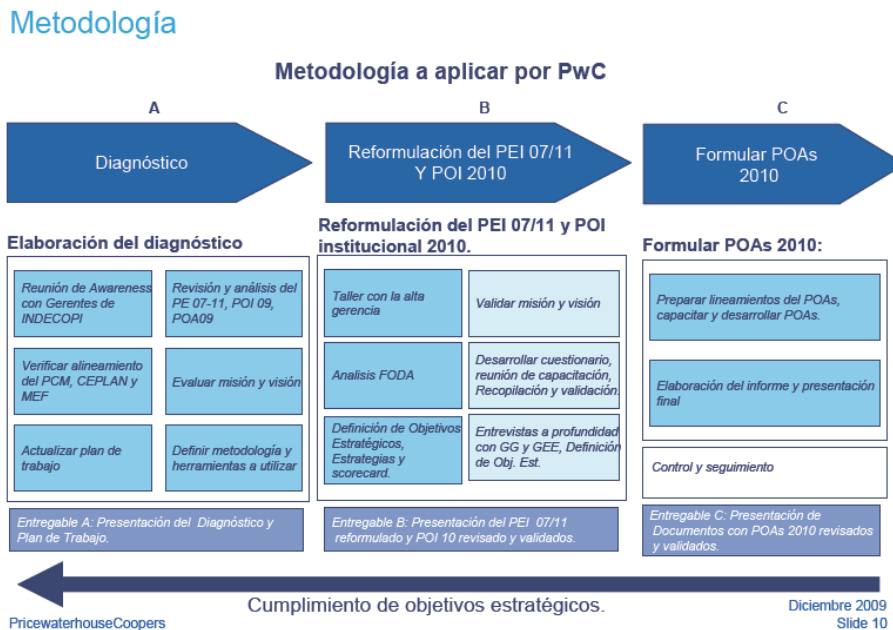 Metodología
Metodología a aplicar por PwC
A
Diagnóstico
B
Reformulación del PEI 07/11
Y POI 2010
C
Formular POAs
2010
Elaboración del diagnóstico
Reunión de Awareness
con Gerentes de
INDECOPI
Revisión y análisis del
PE 07-11, POI 09,
POA09
Verificar alineamiento
del PCM, CEPLAN y
MEF
Evaluar misión y visión
Actualizar plan de
trabajo
Definir metodología y
herramientas a utilizar
Entregable A: Presentación del Diagnóstico y
Plan de Trabajo.
Reformulación del PEI 07/11 y POI
institucional 2010.
Taller con la alta
gerencia
Validar misión y visión
Analisis FODA
Desarrollar cuestionario,
reunión de capacitación,
Recopilación y validación.
Definición de Objetivos
Estratégicos,
Estrategias y
scorecard.
Entrevistas a profundidad
con GG y GEE, Definición
de Obj. Est.
Entregable B: Presentación del PEI 07/11
reformulado y POI 10 revisado y validados.
Formular POAs 2010:
Preparar lineamientos del POAs,
capacitar y desarrollar POAs.
Elaboración del informe y presentación
final
Control y seguimiento
Entregable C: Presentación de
Documentos con POAs 2010 revisados
y validados.
Cumplimiento de objetivos estratégicos.
PricewaterhouseCoopers
Diciembre 2009
Slide 10